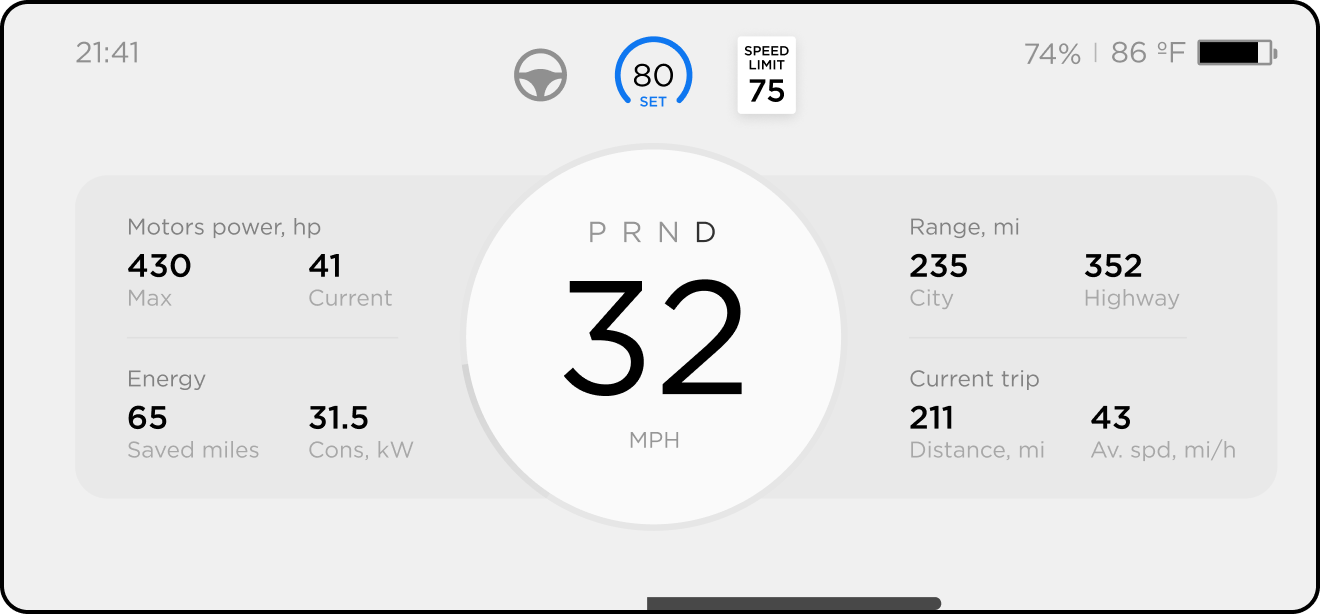 21:41
80
SET
SPEED
LIMIT
75
74% | 86 ºF
P R N D
32
MPH
Motors power, hp
430 41
Max Current
Energy
65 31.5
Saved miles Cons, kW
Range, mi
235 352
City Highway
Current trip
211 43
Distance, mi Av. spd, mi/h